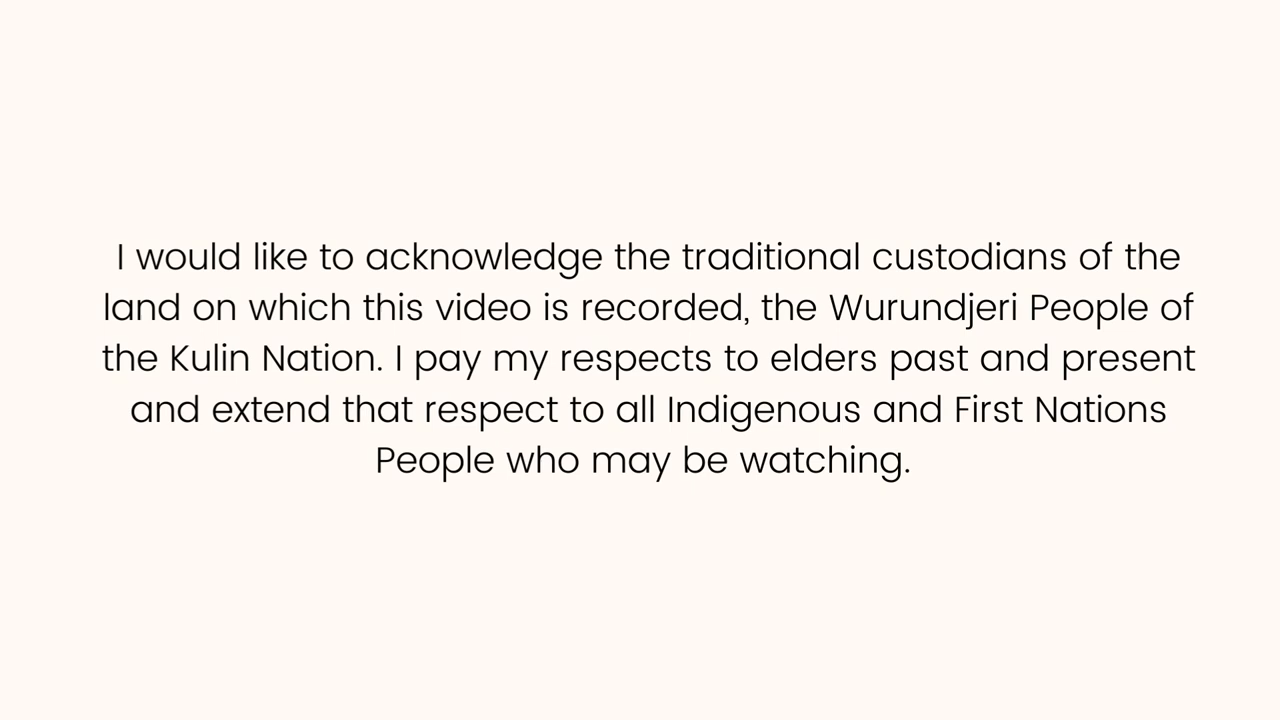 I would like to acknowledge the traditional custodians of the
land on which this video is recorded, the Wurundjeri People of
the Kulin Nation. I pay my respects to elders past and present
and extend that respect to all Indigenous and First Nations
People who may be watching.